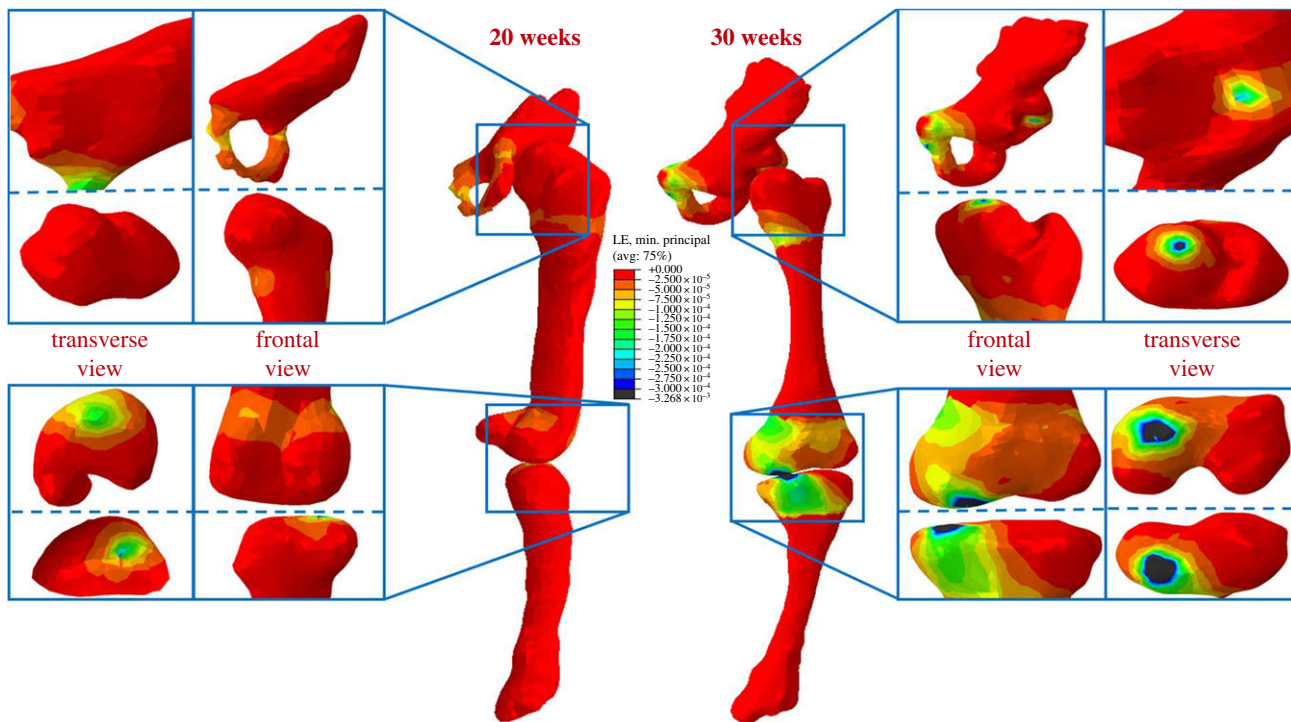 20 weeks
30 weeks
LE, min. principal
(avg: 75%)
+0.000
−2.500 × 10⁻⁵
−5.000 × 10⁻⁵
−7.500 × 10⁻⁵
−1.000 × 10⁻⁴
−1.250 × 10⁻⁴
−1.500 × 10⁻⁴
−1.750 × 10⁻⁴
−2.000 × 10⁻⁴
−2.250 × 10⁻⁴
−2.500 × 10⁻⁴
−2.750 × 10⁻⁴
−3.000 × 10⁻⁴
−3.268 × 10⁻³
transverse
view
frontal
view
frontal
view
transverse
view